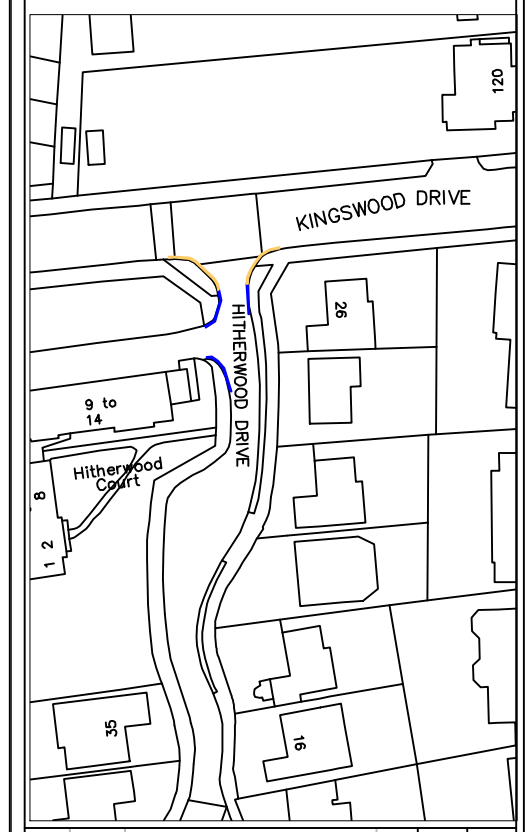 120
KINGSWOOD DRIVE
26
HITHERWOOD DRIVE
9 to
14
Hitherwood
Court
8
1 2
35
16